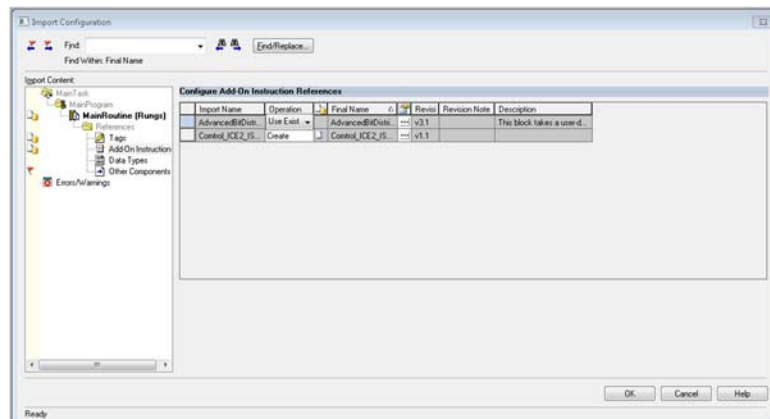 Import Configuration
Find:
Find/Replace...
Find Within: Final Name
Import Content:
MainTask
MainProgram
MainRoutine (Rungs)
References
Tags
Add-On Instruction
Data Types
Other Components
Errors/Warnings
Configure Add-On Instruction References
Import Name Operation Final Name Revisi Revision Note Description
AdvancedBitDistri... Use Exist AdvancedBitDistri... ... v3.1 This block takes a user-d...
Control_ICE2_IS... Create Control_ICE2_IS... ... v1.1
OK Cancel Help
Ready